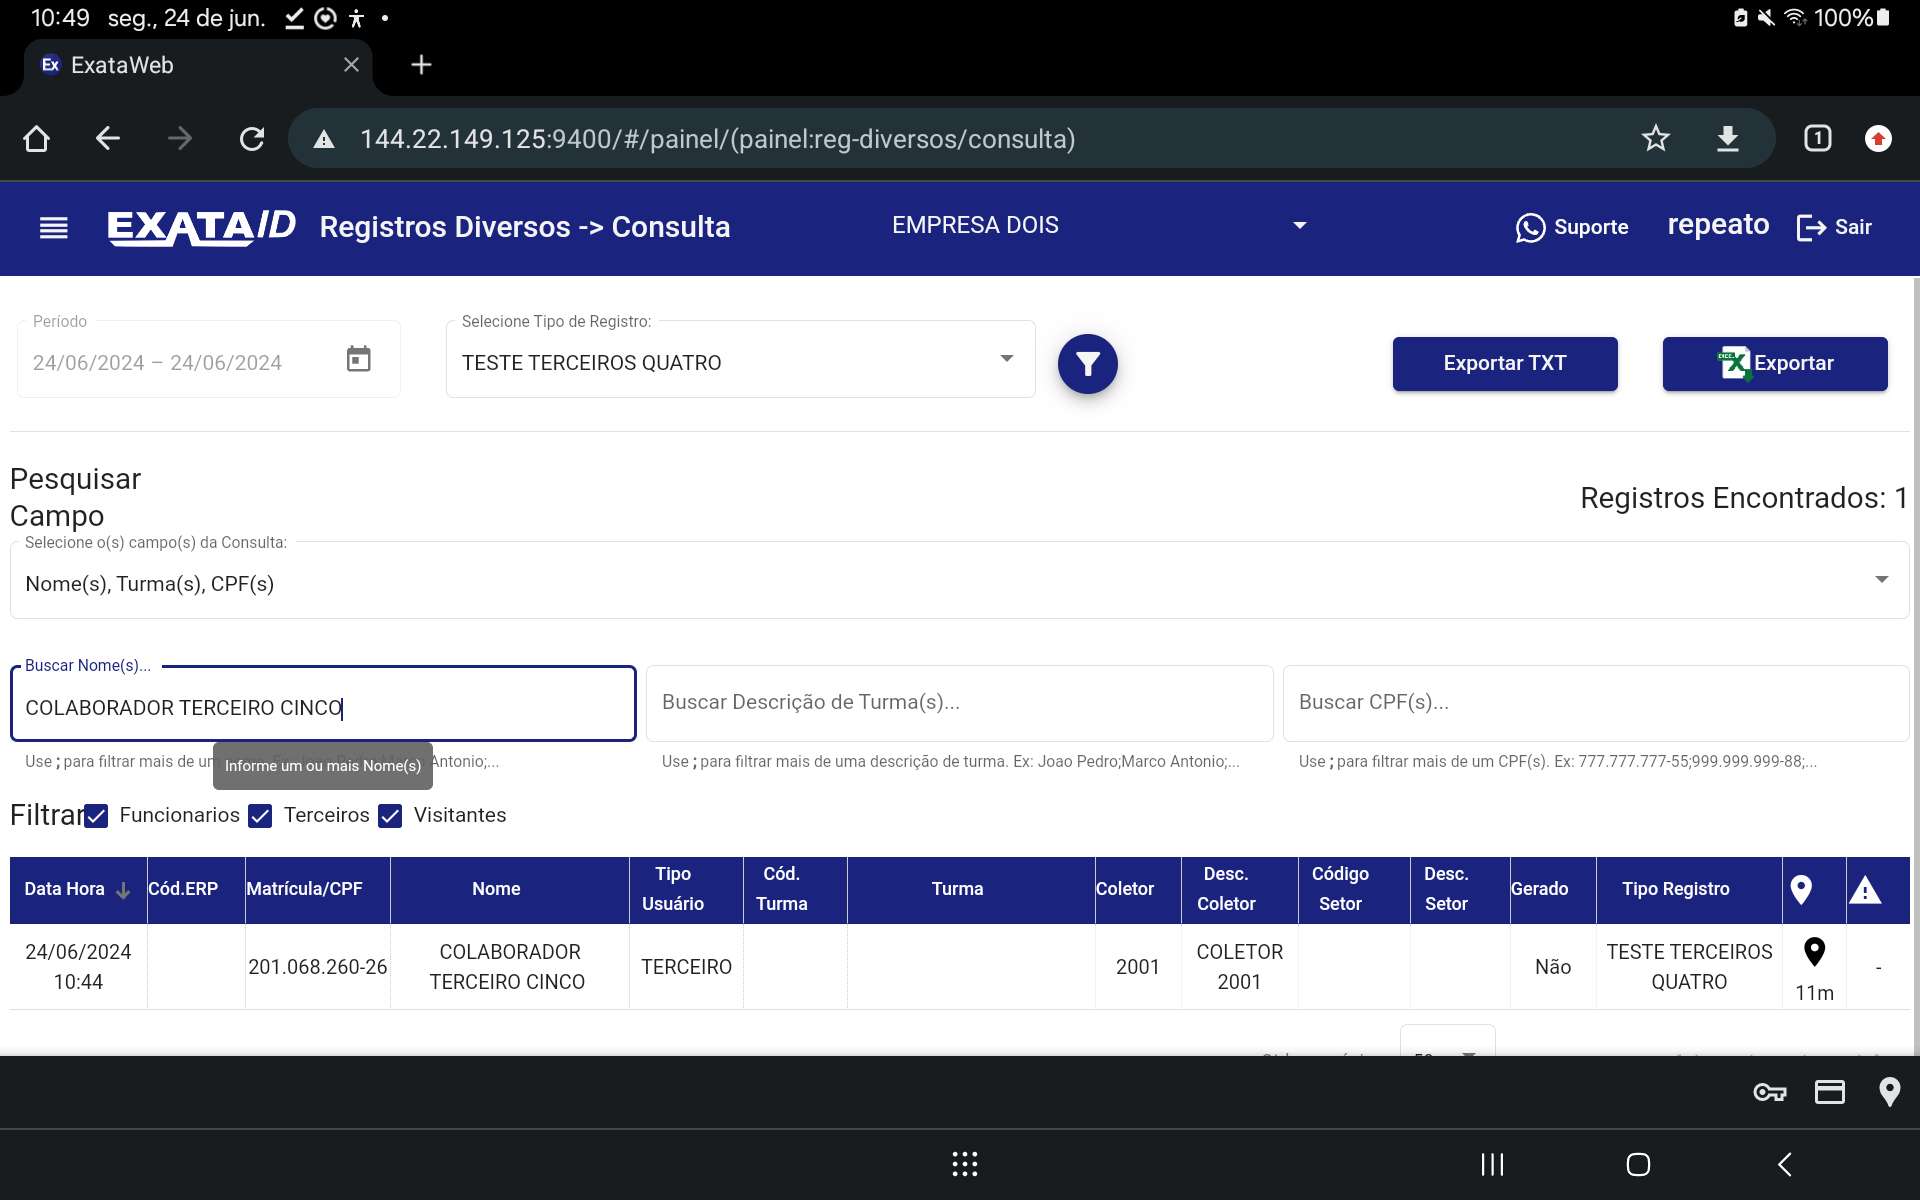 10:49 seg., 24 de jun.
100%
Ex ExataWeb
144.22.149.125:9400/#/painel/(painel:reg-diversos/consulta)
1
EXATA/D Registros Diversos -> Consulta
EMPRESA DOIS
Suporte
repeato
Sair
Período
24/06/2024 – 24/06/2024
Selecione Tipo de Registro:
TESTE TERCEIROS QUATRO
Exportar TXT
Exportar
Pesquisar
Campo
Registros Encontrados: 1
Selecione o(s) campo(s) da Consulta:
Nome(s), Turma(s), CPF(s)
Buscar Nome(s)...
COLABORADOR TERCEIRO CINCO
Buscar Descrição de Turma(s)...
Buscar CPF(s)...
Use ; para filtrar mais de um Antonio;...
Informe um ou mais Nome(s)
Use ; para filtrar mais de uma descrição de turma. Ex: Joao Pedro;Marco Antonio;...
Use ; para filtrar mais de um CPF(s). Ex: 777.777.777-55;999.999.999-88;...
Filtrar Funcionarios Terceiros Visitantes
Data Hora Cód.ERP Matrícula/CPF Nome Tipo Usuário Cód. Turma Turma Coletor Desc. Coletor Código Setor Desc. Setor Gerado Tipo Registro
24/06/2024 10:44 201.068.260-26 COLABORADOR TERCEIRO CINCO TERCEIRO 2001 COLETOR 2001 Não TESTE TERCEIROS QUATRO 11m -